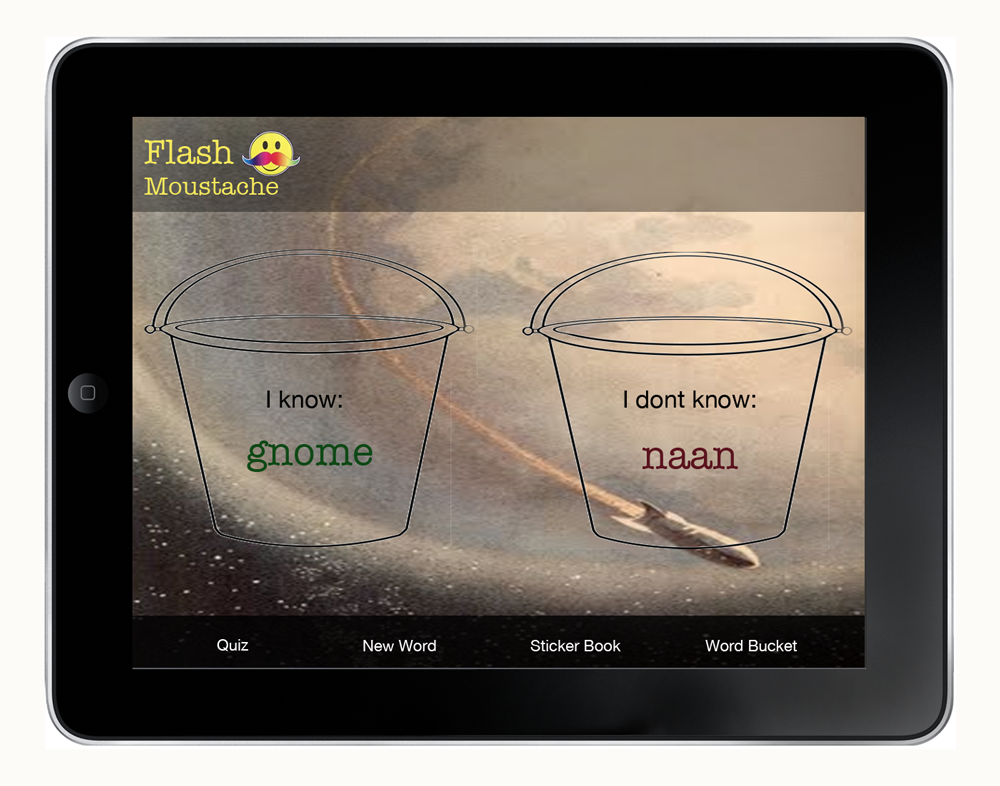 Flash
Moustache
I know:
gnome
I dont know:
naan
Quiz
New Word
Sticker Book
Word Bucket